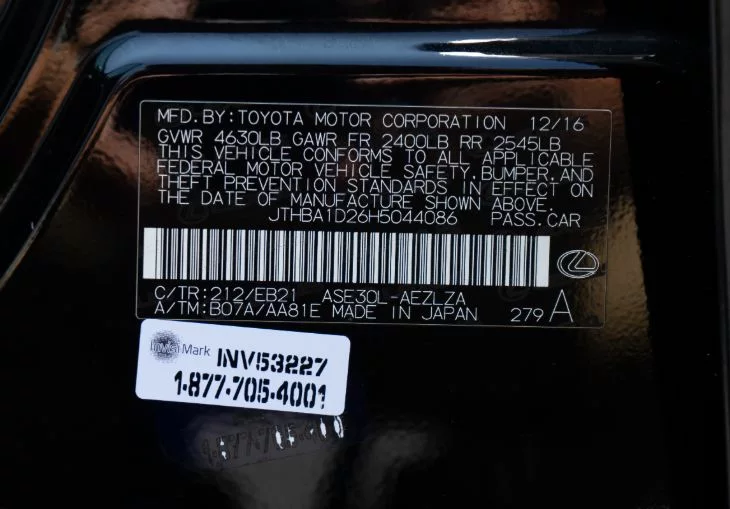 MFD.BY:TOYOTA MOTOR CORPORATION 12/16
GVWR 4630LB GAWR FR 2400LB RR 2545LB
THIS VEHICLE CONFORMS TO ALL APPLICABLE
FEDERAL MOTOR VEHICLE SAFETY,BUMPER,AND
THEFT PREVENTION STANDARDS IN EFFECT ON
THE DATE OF MANUFACTURE SHOWN ABOVE.
JTHBA1D26H5044086 PASS.CAR
C/TR:212/EB21 ASE30L-AEZLZA
A/TM:B07A/AA81E MADE IN JAPAN 279 A
Mark INV53227
1-877-705-4001